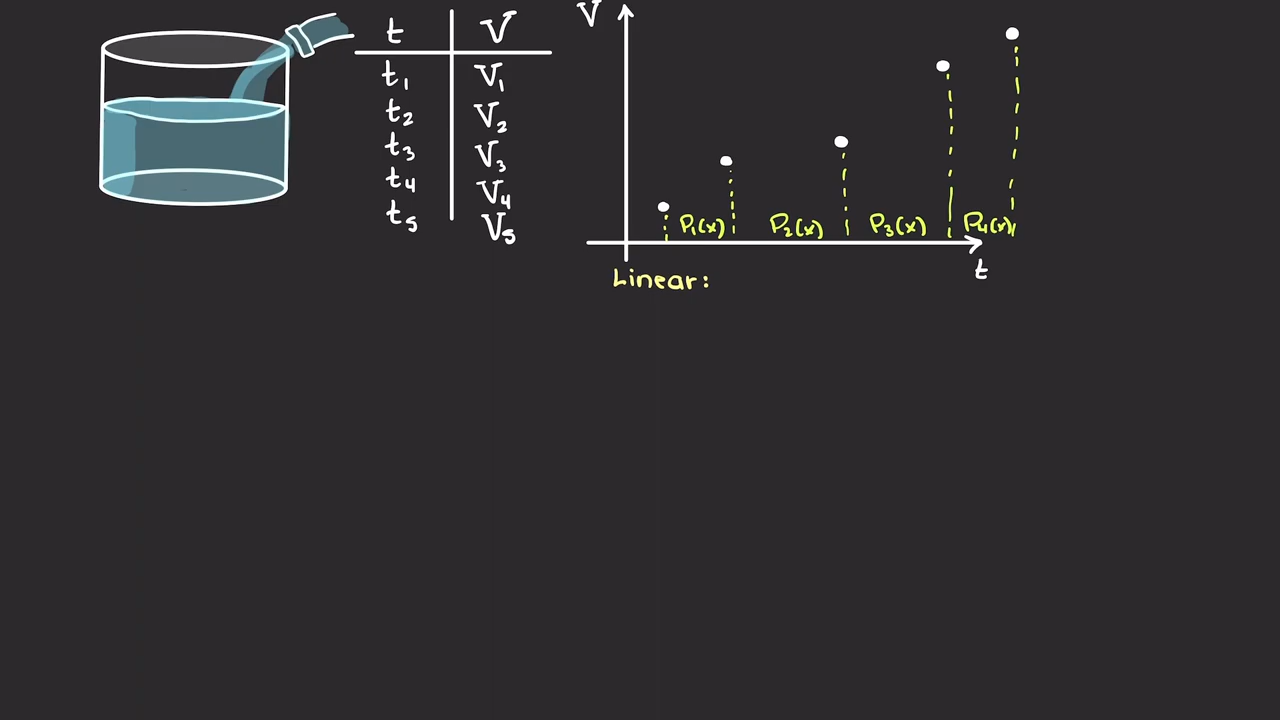 t V
t₁ V₁
t₂ V₂
t₃ V₃
t₄ V₄
t₅ V₅
V
P₁(x) P₂(x) P₃(x) P₄(x)
t
Linear: